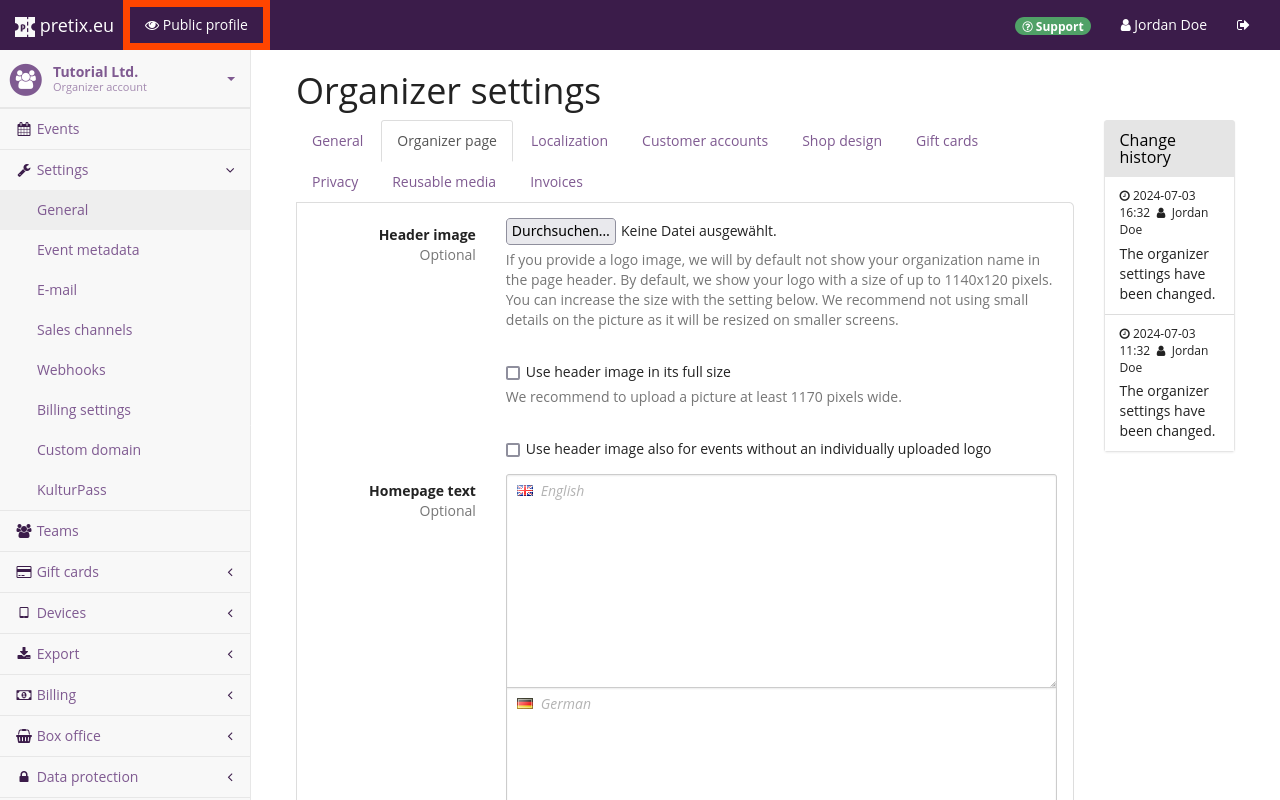 pretix.eu
Public profile
Support
Jordan Doe
Tutorial Ltd.
Organizer account
Events
Settings
General
Event metadata
E-mail
Sales channels
Webhooks
Billing settings
Custom domain
KulturPass
Teams
Gift cards
Devices
Export
Billing
Box office
Data protection
Organizer settings
General
Organizer page
Localization
Customer accounts
Shop design
Gift cards
Privacy
Reusable media
Invoices
Header image
Optional
Durchsuchen... Keine Datei ausgewählt.
If you provide a logo image, we will by default not show your organization name in
the page header. By default, we show your logo with a size of up to 1140x120 pixels.
You can increase the size with the setting below. We recommend not using small
details on the picture as it will be resized on smaller screens.
Use header image in its full size
We recommend to upload a picture at least 1170 pixels wide.
Use header image also for events without an individually uploaded logo
Homepage text
Optional
English
German
Change
history
2024-07-03
16:32 Jordan
Doe
The organizer
settings have
been changed.
2024-07-03
11:32 Jordan
Doe
The organizer
settings have
been changed.